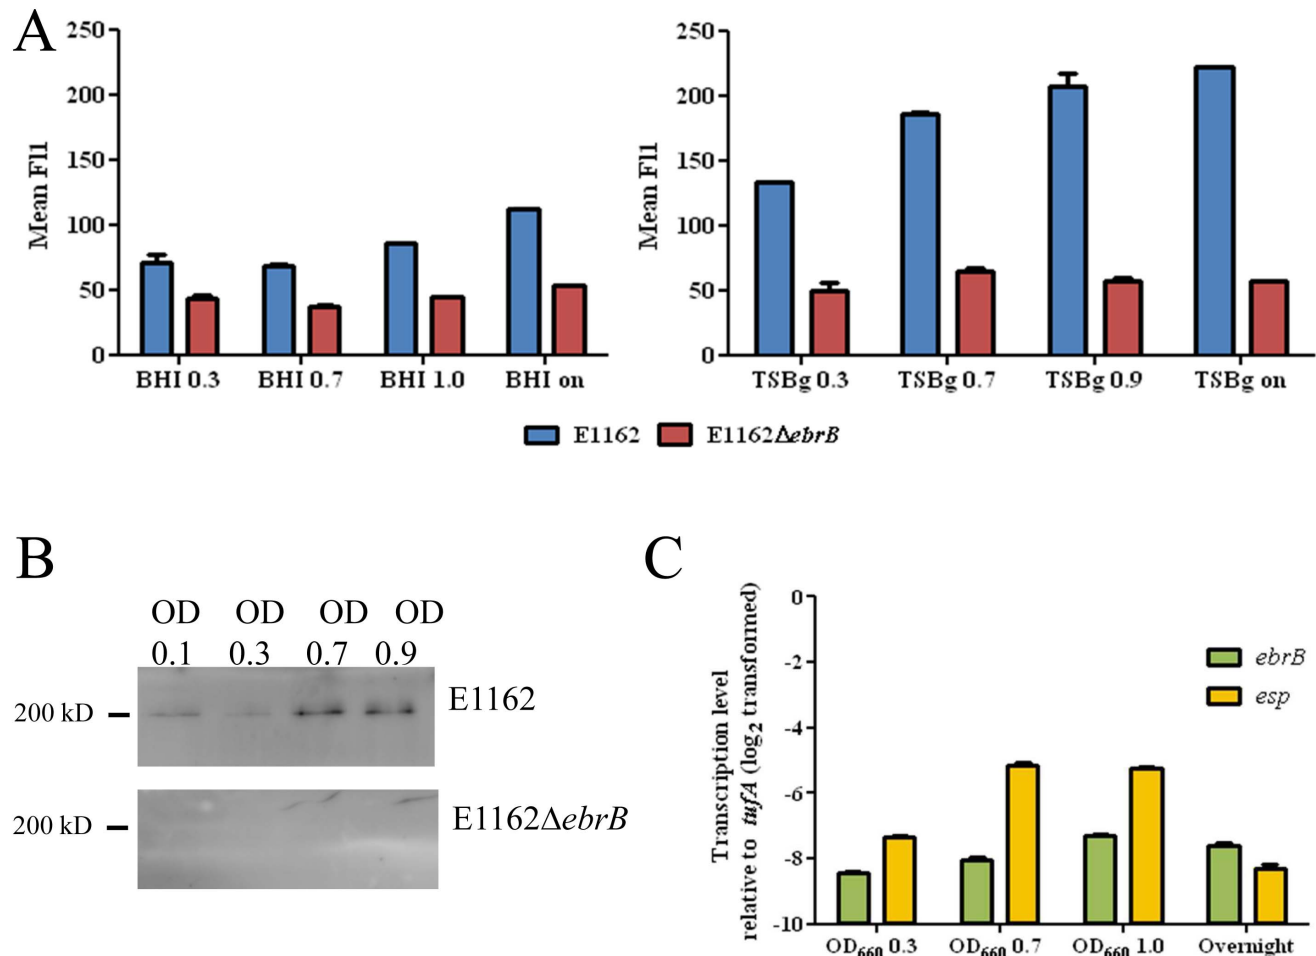 A
Mean Fl1
250
200
150
100
50
0
BHI 0.3 BHI 0.7 BHI 1.0 BHI on
Mean Fl1
250
200
150
100
50
0
TSBg 0.3 TSBg 0.7 TSBg 0.9 TSBg on
E1162 E1162ΔebrB
B
OD OD OD OD
0.1 0.3 0.7 0.9
200 kD
E1162
200 kD
E1162ΔebrB
C
Transcription level
relative to tufA (log2 transformed)
0
-2
-4
-6
-8
-10
ebrB
esp
OD660 0.3 OD660 0.7 OD660 1.0 Overnight